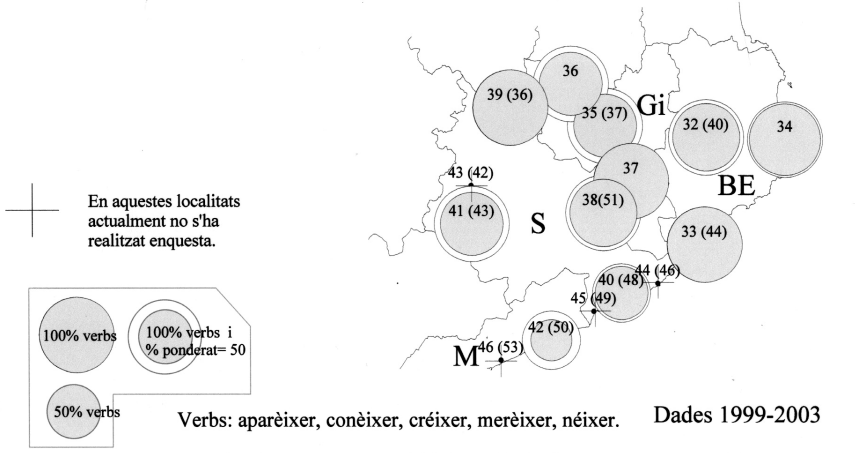 36
39 (36)
35 (37)
Gi
32 (40)
34
43 (42)
37
BE
41 (43)
38(51)
S
33 (44)
En aquestes localitats
actualment no s'ha
realitzat enquesta.
44 (46)
40 (48)
45 (49)
42 (50)
M
46 (53)
100% verbs
100% verbs i
% ponderat= 50
50% verbs
Verbs: aparèixer, conèixer, créixer, merèixer, néixer.
Dades 1999-2003